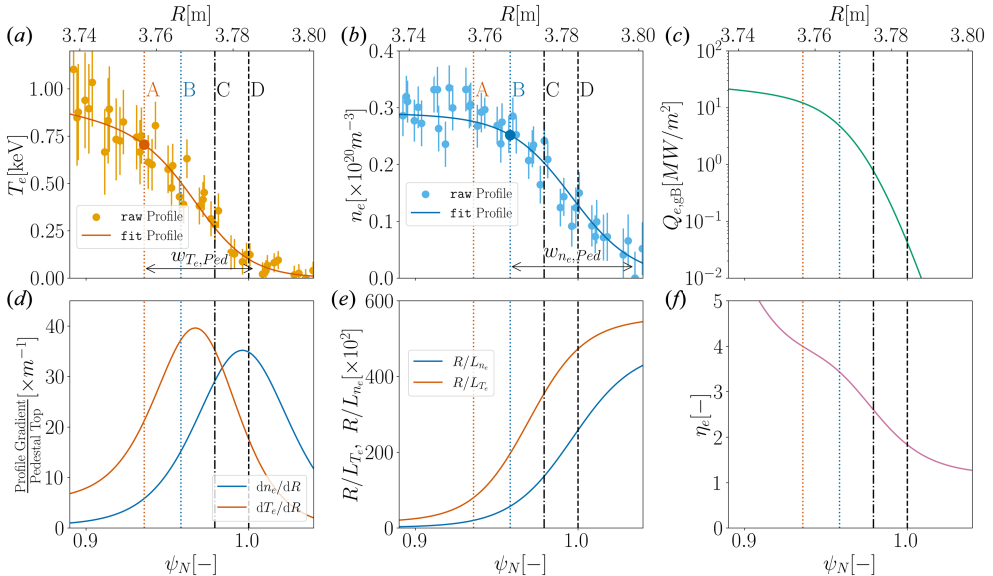 R[m]
R[m]
R[m]
(a)
3.74
3.76
3.78
3.80
(b)
3.74
3.76
3.78
3.80
(c)
3.74
3.76
3.78
3.80
T_e[keV]
1.00
0.75
0.50
0.25
0.00
A
B
C
D
raw Profile
fit Profile
w_{T_e,Ped}
n_e[×10^{20}m^{−3}]
0.4
0.3
0.2
0.1
0.0
A
B
C
D
raw Profile
fit Profile
w_{n_e,Ped}
Q_{e,gB}[MW/m^2]
10^2
10^1
10^0
10^{−1}
10^{−2}
(d)
(e)
(f)
Profile Gradient
Pedestal Top
[×m^{−1}]
40
30
20
10
0
dn_e/dR
dT_e/dR
0.9
1.0
ψ_N[−]
R/L_{T_e}, R/L_{n_e}[×10^2]
600
400
200
0
R/L_{n_e}
R/L_{T_e}
0.9
1.0
ψ_N[−]
η_e[−]
5
4
3
2
1
0
0.9
1.0
ψ_N[−]